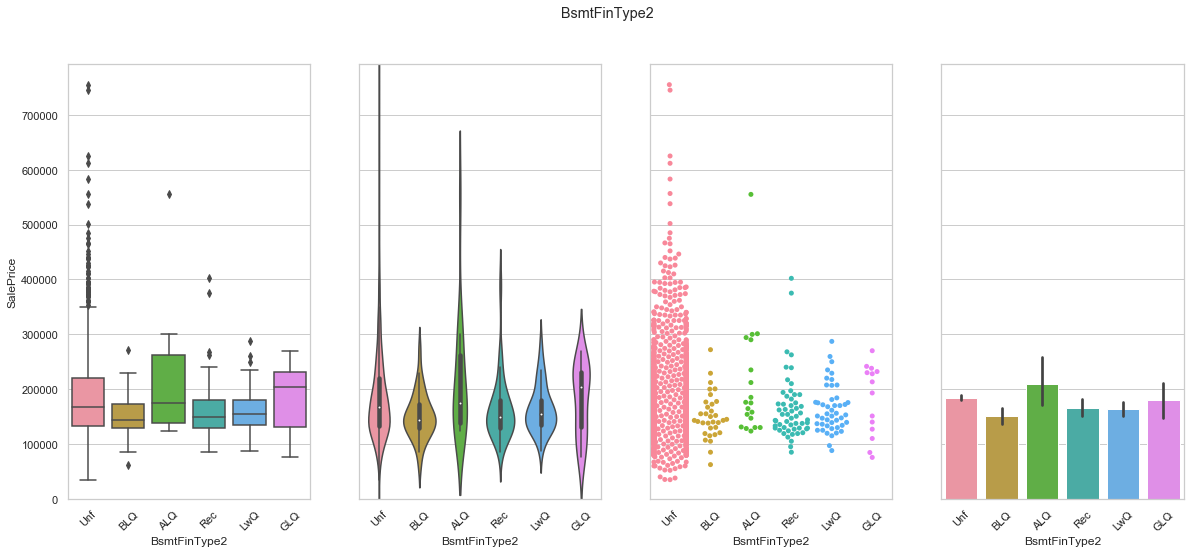 BsmtFinType2
SalePrice
700000
600000
500000
400000
300000
200000
100000
0
Unf BLQ ALQ Rec LwQ GLQ
BsmtFinType2
Unf BLQ ALQ Rec LwQ GLQ
BsmtFinType2
Unf BLQ ALQ Rec LwQ GLQ
BsmtFinType2
Unf BLQ ALQ Rec LwQ GLQ
BsmtFinType2